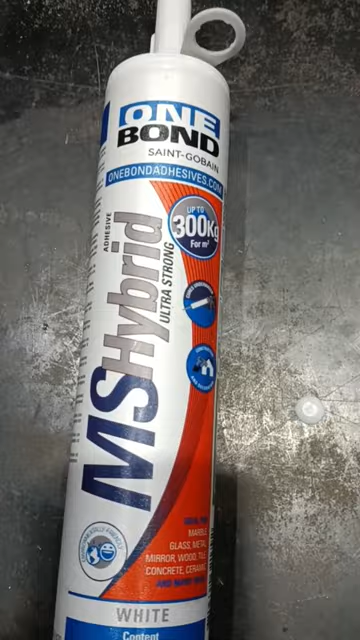 ONE
BOND
SAINT-GOBAIN
ONEBONDADHESIVES.COM
UP TO
300Kg
For m²
ADHESIVE
MSHybrid
ULTRA STRONG
MARBLE
GLASS, METAL
MIRROR, WOOD, TILE
CONCRETE, CERAMIC
WHITE
Content